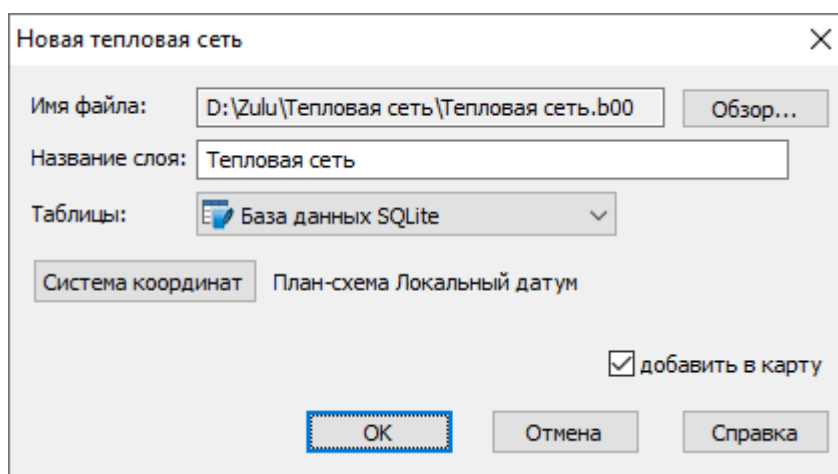 Новая тепловая сеть
Имя файла: D:\Zulu\Тепловая сеть\Тепловая сеть.b00 Обзор...
Название слоя: Тепловая сеть
Таблицы: База данных SQLite
Система координат План-схема Локальный датум
добавить в карту
ОК Отмена Справка